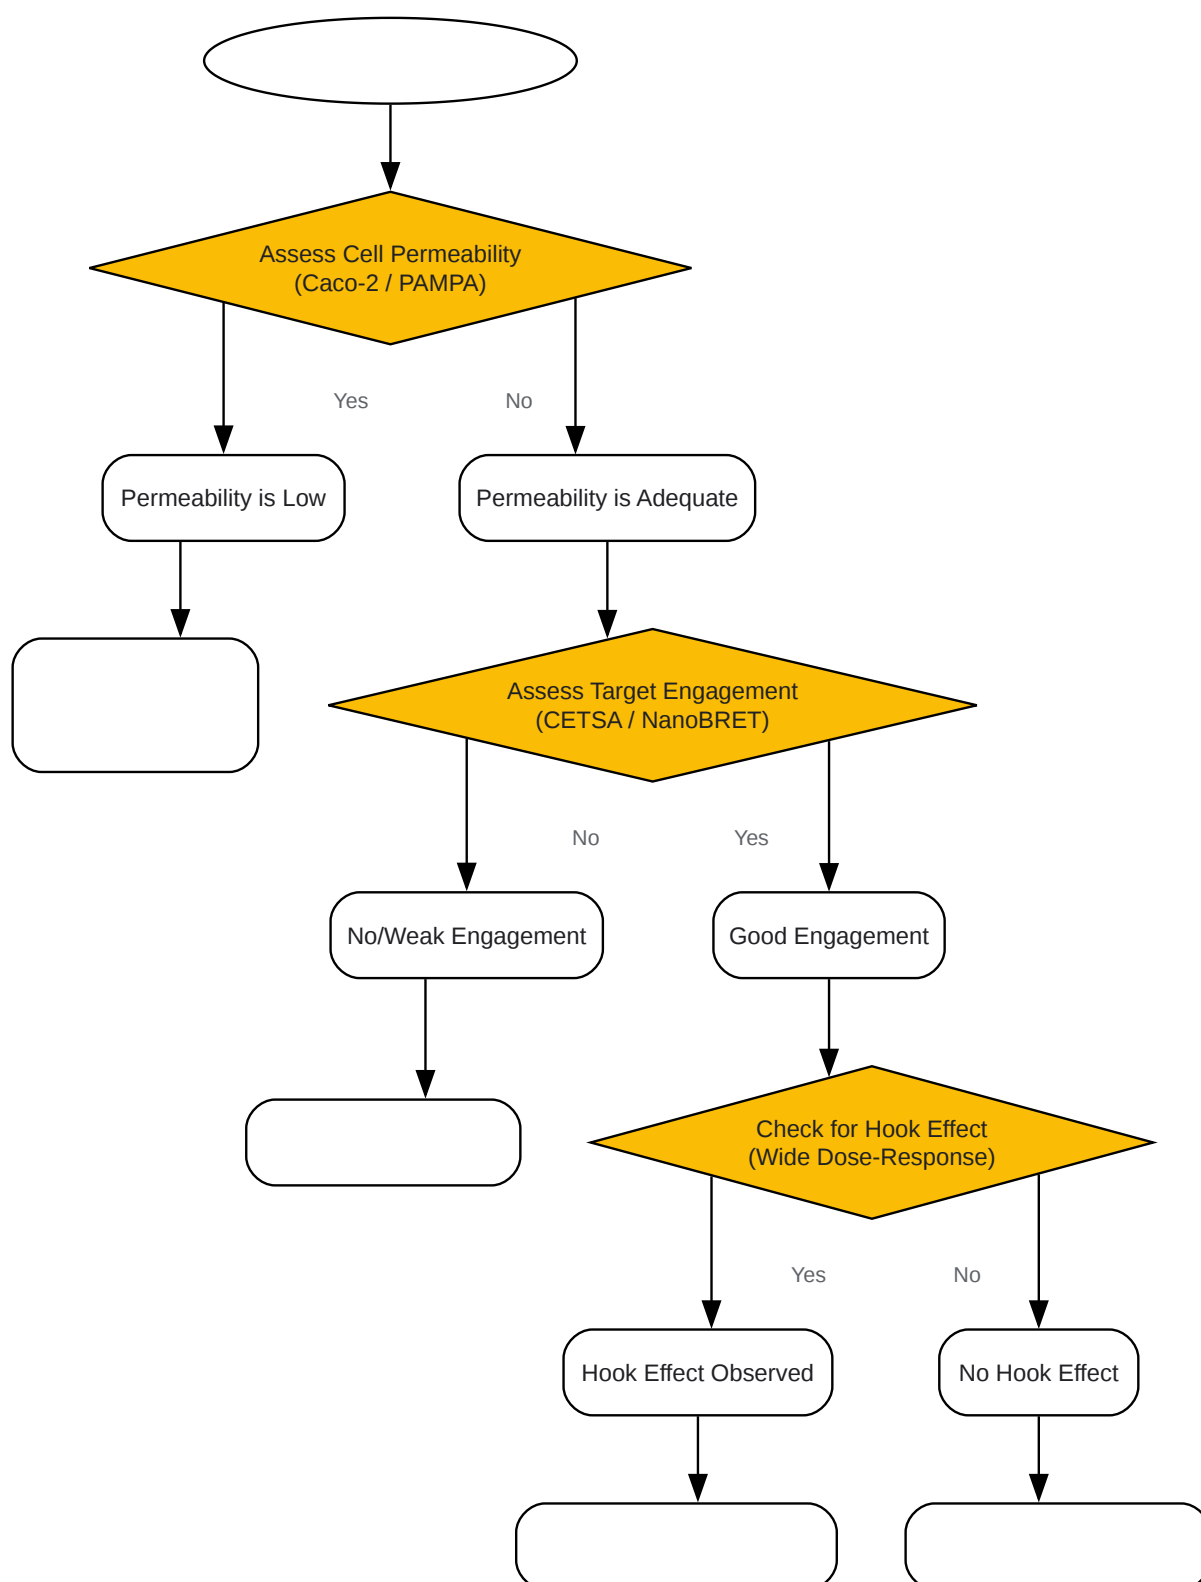 Assess Cell Permeability
(Caco-2 / PAMPA)
Yes
No
Permeability is Low
Permeability is Adequate
Assess Target Engagement
(CETSA / NanoBRET)
No
Yes
No/Weak Engagement
Good Engagement
Check for Hook Effect
(Wide Dose-Response)
Yes
No
Hook Effect Observed
No Hook Effect